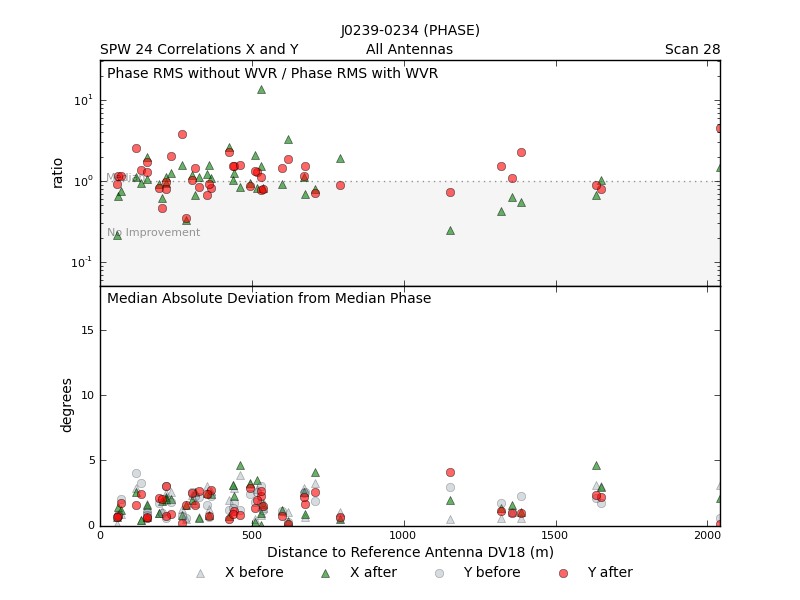 J0239-0234 (PHASE)
SPW 24 Correlations X and Y
All Antennas
Scan 28
Phase RMS without WVR / Phase RMS with WVR
10¹
10⁰
10⁻¹
ratio
No Improvement
Median Absolute Deviation from Median Phase
15
10
5
0
degrees
0 500 1000 1500 2000
Distance to Reference Antenna DV18 (m)
X before X after Y before Y after